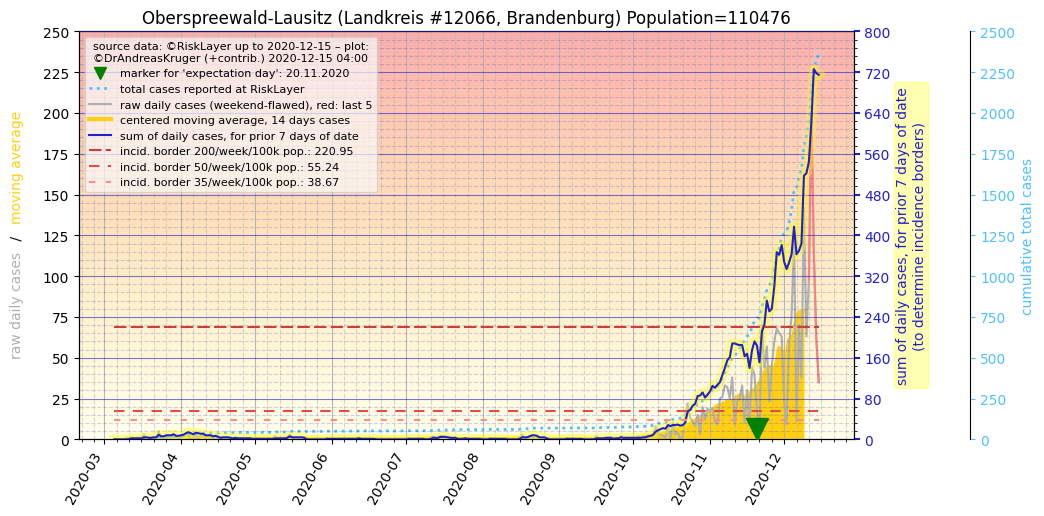 Oberspreewald-Lausitz (Landkreis #12066, Brandenburg) Population=110476
source data: ©RiskLayer up to 2020-12-15 – plot:
©DrAndreasKruger (+contrib.) 2020-12-15 04:00
marker for 'expectation day': 20.11.2020
total cases reported at RiskLayer
raw daily cases (weekend-flawed), red: last 5
centered moving average, 14 days cases
sum of daily cases, for prior 7 days of date
incid. border 200/week/100k pop.: 220.95
incid. border 50/week/100k pop.: 55.24
incid. border 35/week/100k pop.: 38.67
raw daily cases / moving average
250
225
200
175
150
125
100
75
50
25
0
2020-03
2020-04
2020-05
2020-06
2020-07
2020-08
2020-09
2020-10
2020-11
2020-12
800
720
640
560
480
400
320
240
160
80
0
sum of daily cases, for prior 7 days of date
(to determine incidence borders)
2500
2250
2000
1750
1500
1250
1000
750
500
250
0
cumulative total cases